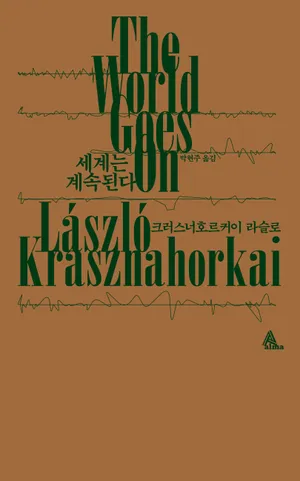 The
World
Goes
On
세계는
계속된다
박현주 옮김
László
크러스너호르커이 라슬로
Krasznahorkai
alma